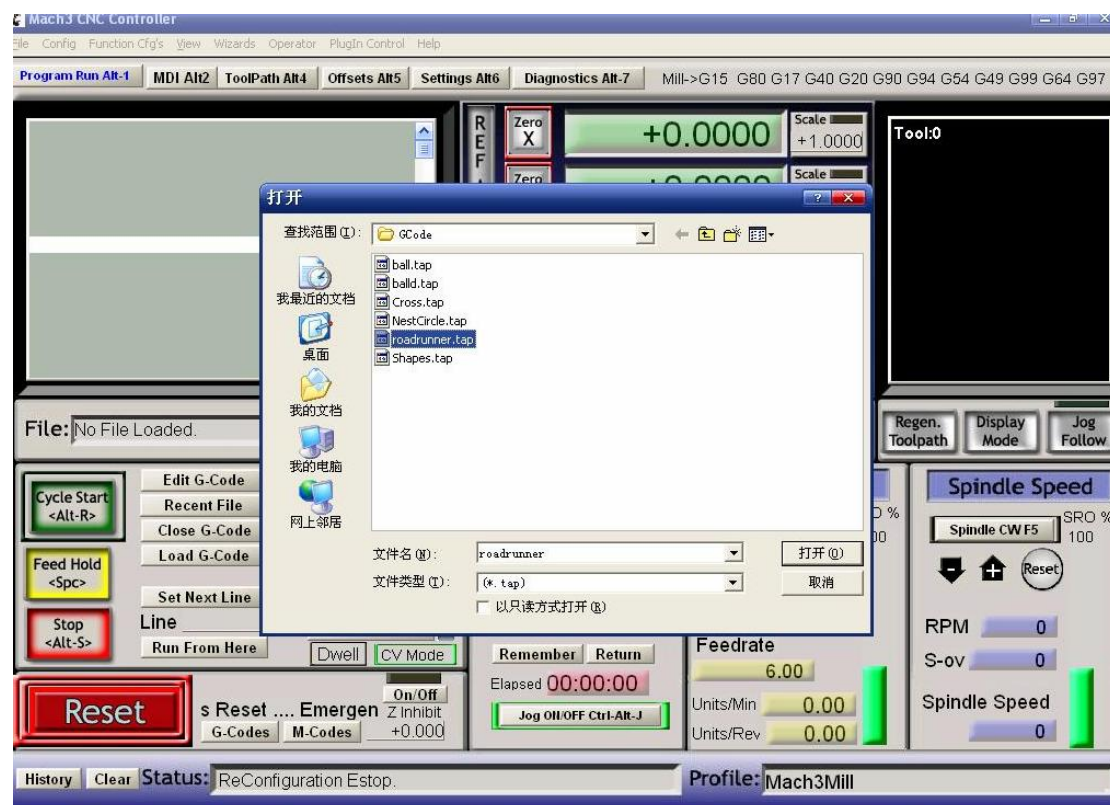 Mach3 CNC Controller
File Config Function Cfg's View Wizards Operator PlugIn Control Help
Program Run Alt-1 MDI Alt2 ToolPath Alt4 Offsets Alt5 Settings Alt6 Diagnostics Alt-7 Mill->G15 G80 G17 G40 G20 G90 G94 G54 G49 G99 G64 G97
REF
Zero X
+0.0000
Scale
+1.0000
Tool:0
Zero
Scale
打开
查找范围(I):
GCode
我最近的文档
桌面
我的文档
我的电脑
网上邻居
ball.tap
balld.tap
Cross.tap
NestCircle.tap
roadrunner.tap
Shapes.tap
文件名(N):
roadrunner
打开(O)
文件类型(T):
(*.tap)
取消
以只读方式打开(R)
File: No File Loaded.
Regen. Toolpath
Display Mode
Jog Follow
Cycle Start
<Alt-R>
Feed Hold
<Spc>
Stop
<Alt-S>
Edit G-Code
Recent File
Close G-Code
Load G-Code
Set Next Line
Line
Run From Here
Dwell
CV Mode
Reset
s Reset .... Emergen
G-Codes
M-Codes
On/Off
Z Inhibit
+0.000
Remember
Return
Elapsed 00:00:00
Jog ON/OFF Ctrl-Alt-J
Feedrate
6.00
Units/Min 0.00
Units/Rev 0.00
Spindle Speed
Spindle CW F5
SRO %
100
Reset
RPM 0
S-ov 0
Spindle Speed
0
History
Clear
Status: ReConfiguration Estop.
Profile: Mach3Mill